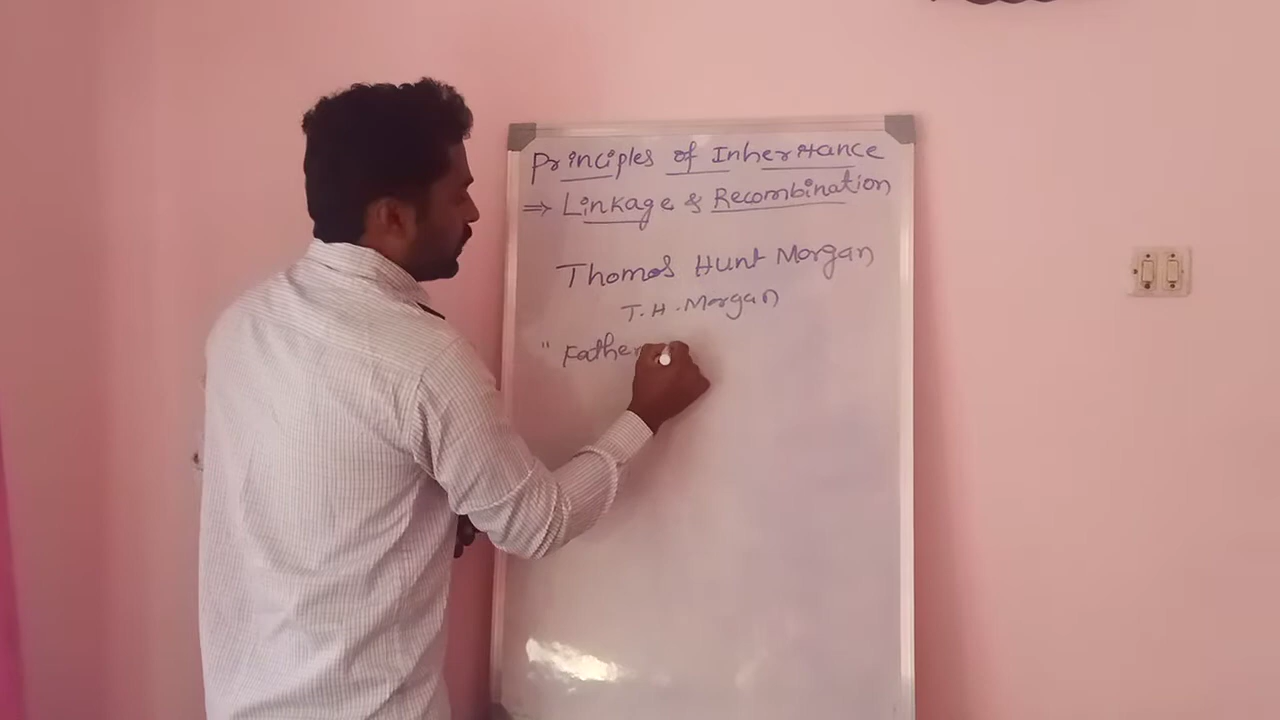 Principles of Inheritance
⇒ Linkage & Recombination
Thomas Hunt Morgan
T.H.Morgan
" Father